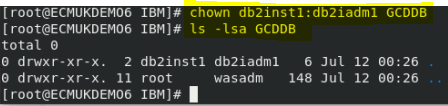 [root@ECMUKDEMO6 IBM]# chown db2inst1:db2iadm1 GCDDB
[root@ECMUKDEMO6 IBM]# ls -lsa GCDDB
total 0
0 drwxr-xr-x.  2 db2inst1 db2iadm1   6 Jul 12 00:26 .
0 drwxr-xr-x. 11 root     wasadm   148 Jul 12 00:26 ..
[root@ECMUKDEMO6 IBM]#